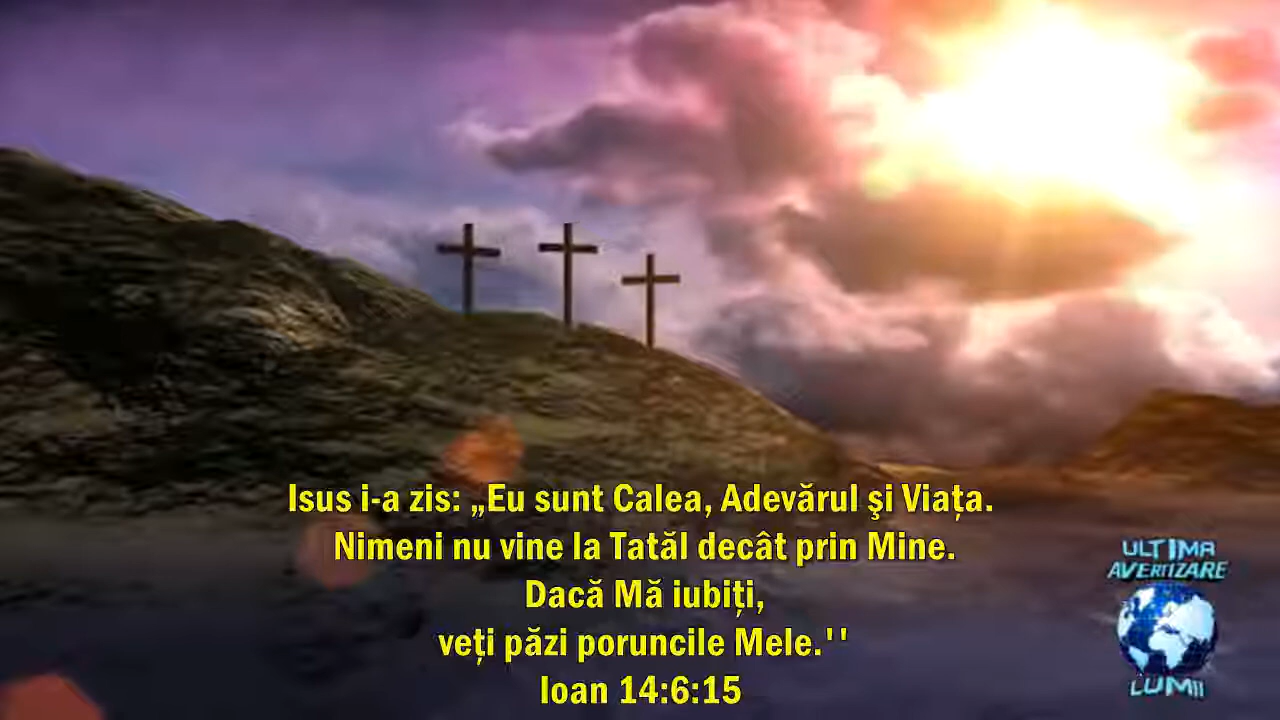 Isus i-a zis: „Eu sunt Calea, Adevărul şi Viața.
Nimeni nu vine la Tatăl decât prin Mine.
Dacă Mă iubiți,
veți păzi poruncile Mele.''
Ioan 14:6:15
ULTIMA
AVERTIZARE
LUMII